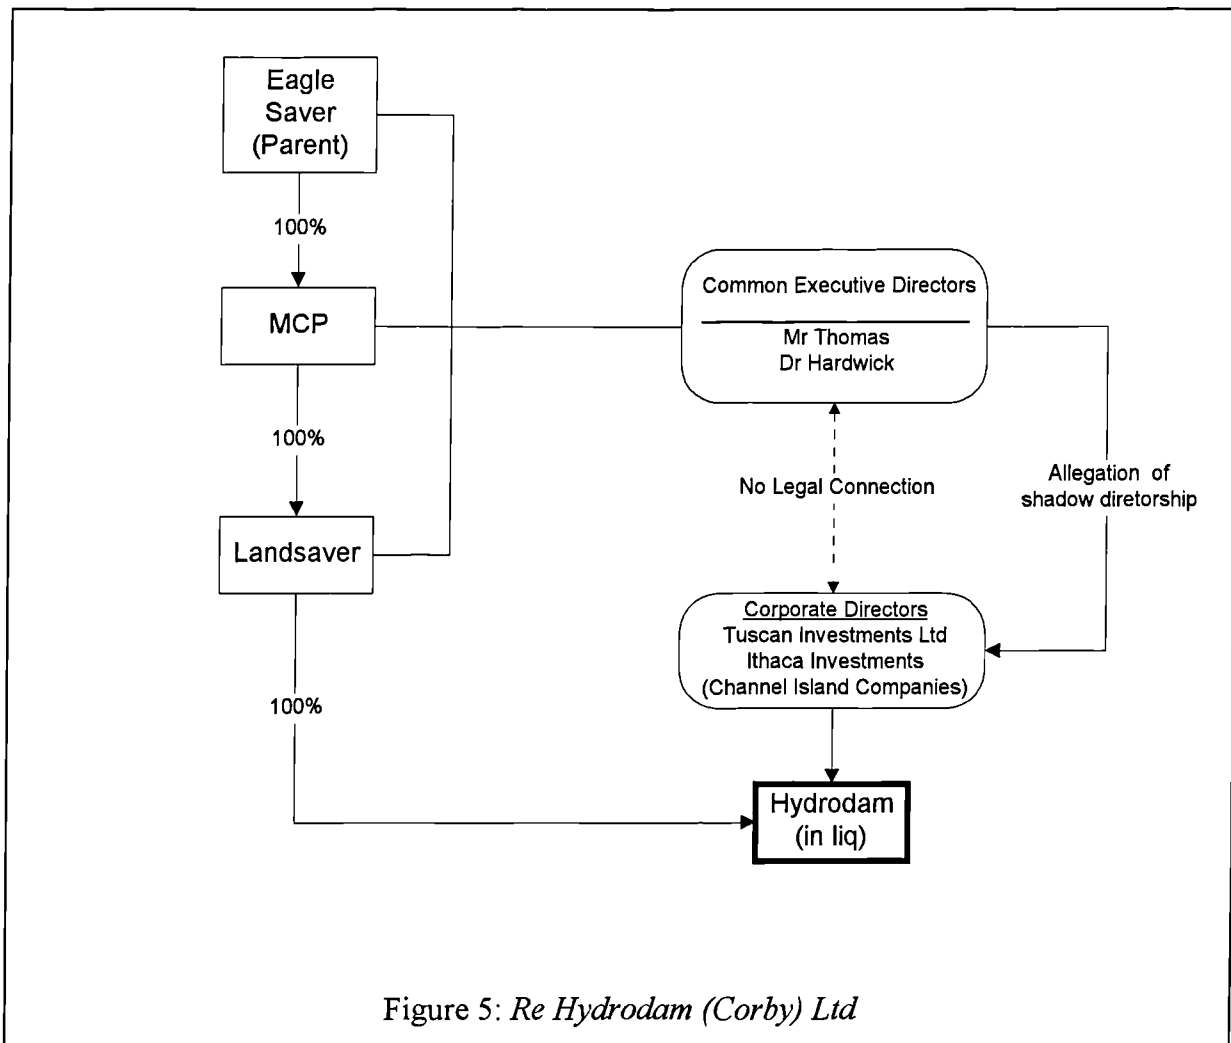 Eagle
Saver
(Parent)
100%
MCP
Common Executive Directors
Mr Thomas
Dr Hardwick
100%
No Legal Connection
Allegation of
shadow diretorship
Landsaver
Corporate Directors
Tuscan Investments Ltd
Ithaca Investments
(Channel Island Companies)
100%
Hydrodam
(in liq)
Figure 5: Re Hydrodam (Corby) Ltd